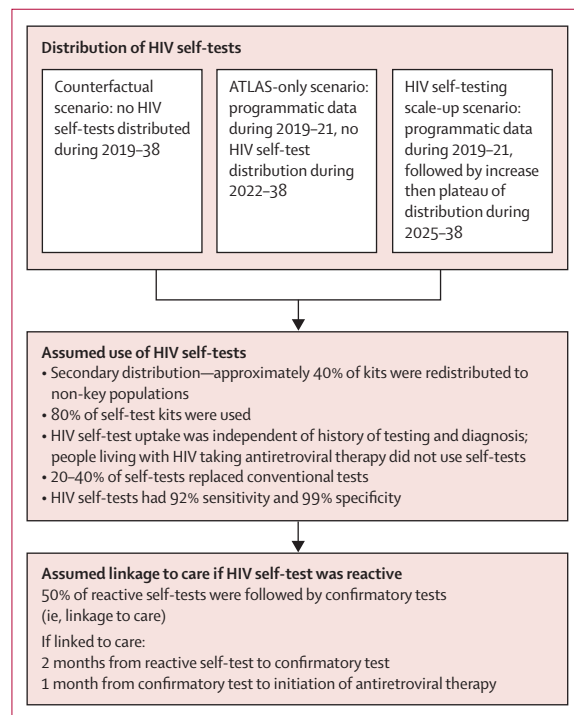 Distribution of HIV self-tests
Counterfactual
scenario: no HIV
self-tests distributed
during 2019–38
ATLAS-only scenario:
programmatic data
during 2019–21, no
HIV self-test
distribution during
2022–38
HIV self-testing
scale-up scenario:
programmatic data
during 2019–21,
followed by increase
then plateau of
distribution during
2025–38
Assumed use of HIV self-tests
• Secondary distribution—approximately 40% of kits were redistributed to
non-key populations
• 80% of self-test kits were used
• HIV self-test uptake was independent of history of testing and diagnosis;
people living with HIV taking antiretroviral therapy did not use self-tests
• 20–40% of self-tests replaced conventional tests
• HIV self-tests had 92% sensitivity and 99% specificity
Assumed linkage to care if HIV self-test was reactive
50% of reactive self-tests were followed by confirmatory tests
(ie, linkage to care)
If linked to care:
2 months from reactive self-test to confirmatory test
1 month from confirmatory test to initiation of antiretroviral therapy